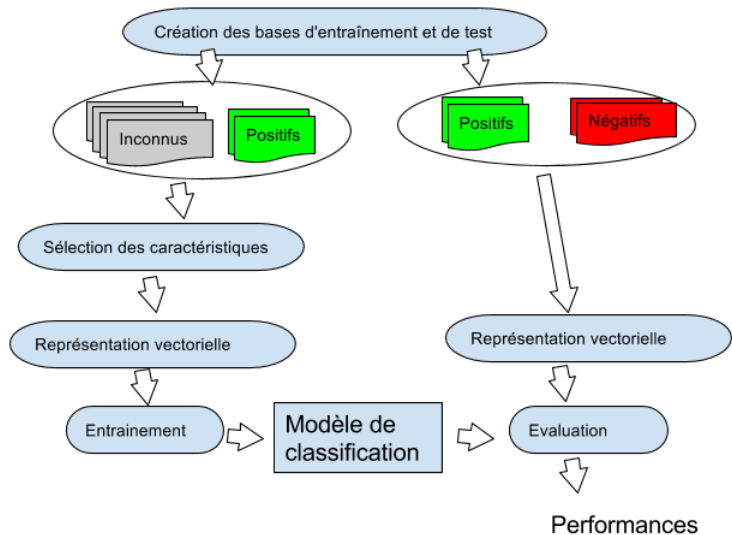 Création des bases d'entraînement et de test
Inconnus
Positifs
Positifs
Négatifs
Sélection des caractéristiques
Représentation vectorielle
Représentation vectorielle
Entrainement
Modèle de
classification
Evaluation
Performances